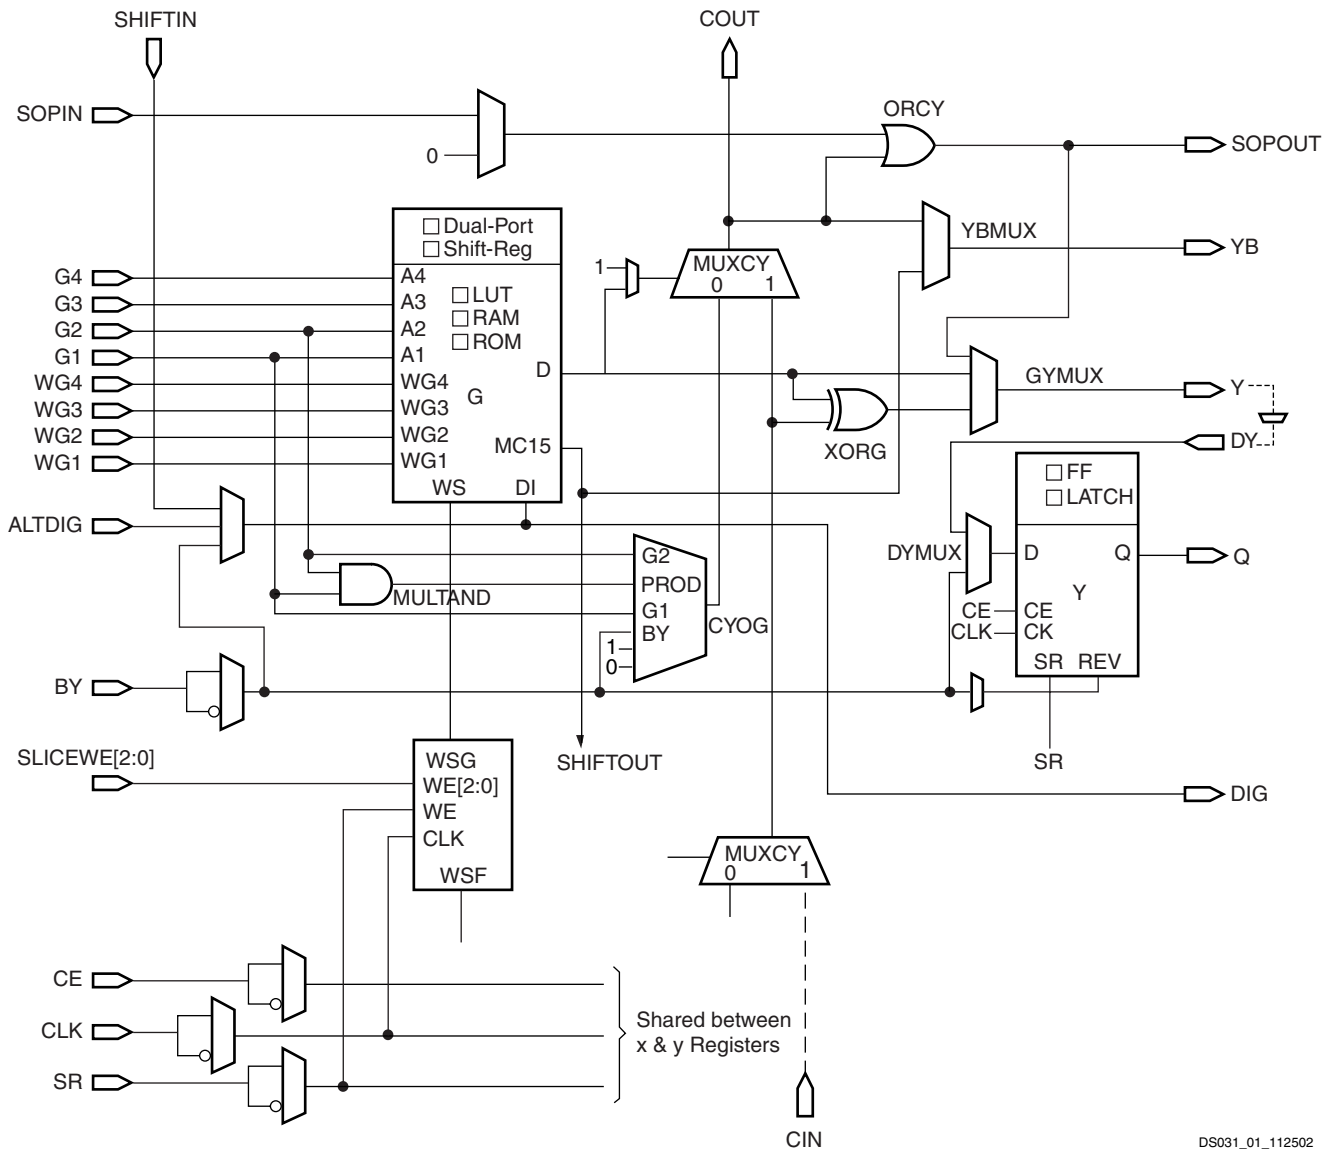 SHIFTIN
COUT
SOPIN
ORCY
0
SOPOUT
Dual-Port
Shift-Reg
YBMUX
YB
G4
A4
1
MUXCY
0 1
G3
A3
LUT
G2
A2
RAM
G1
A1
ROM
D
GYMUX
Y
WG4
WG4
G
WG3
WG3
WG2
WG2
MC15
XORG
DY
WG1
WG1
WS
DI
FF
LATCH
ALTDIG
G2
DYMUX
D
Q
Q
PROD
MULTAND
Y
G1
CE
CE
CYOG
BY
CLK
CK
1
0
SR REV
BY
SLICEWE[2:0]
WSG
SHIFTOUT
SR
WE[2:0]
DIG
WE
CLK
MUXCY
0 1
WSF
CE
Shared between
x & y Registers
CLK
SR
CIN
DS031_01_112502